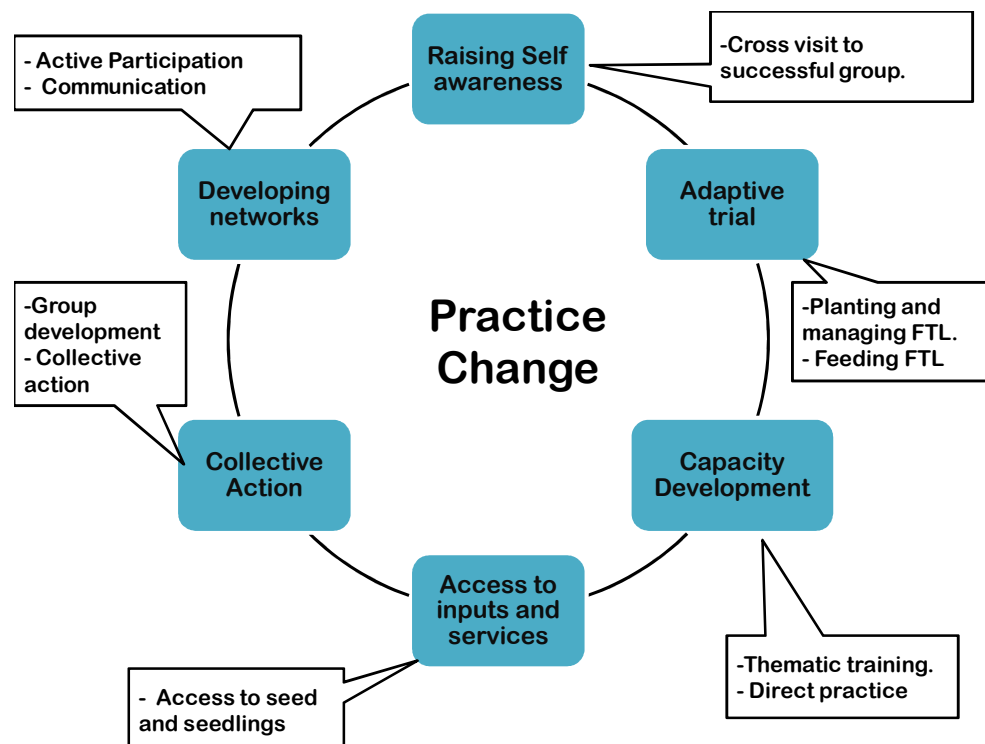 Raising Self
awareness
-Cross visit to
successful group.
Adaptive
trial
-Planting and
managing FTL.
- Feeding FTL
Capacity
Development
-Thematic training.
- Direct practice
Access to
inputs and
services
- Access to seed
and seedlings
Collective
Action
-Group
development
- Collective
action
Developing
networks
- Active Participation
- Communication
Practice
Change